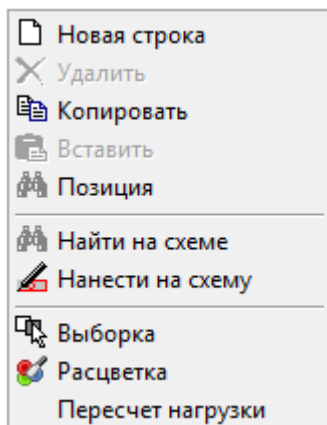 Новая строка
Удалить
Копировать
Вставить
Позиция
Найти на схеме
Нанести на схему
Выборка
Расцветка
Пересчет нагрузки